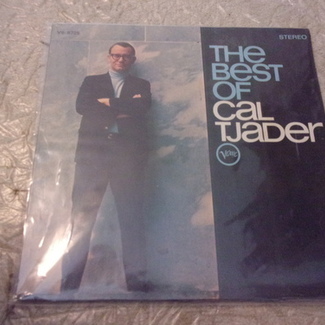 STEREO
THE
BEST
OF
CAL
TJADER
Verve